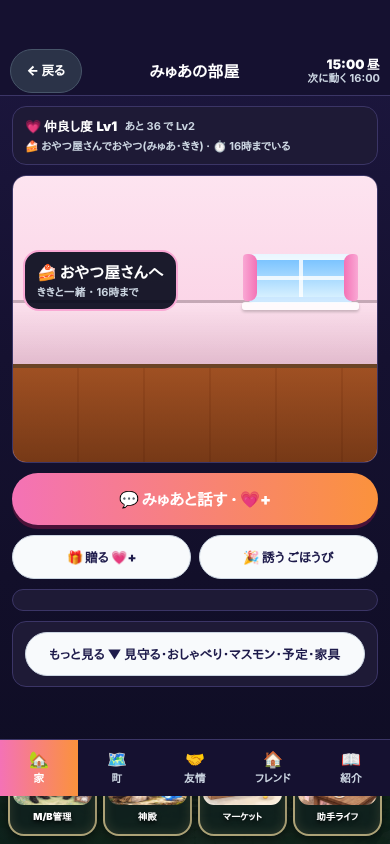 ← 戻る
みゅあの部屋
15:00 昼
次に動く 16:00
💗 仲良し度 Lv1 あと 36 で Lv2
🍰 おやつ屋さんでおやつ(みゅあ・きき)・⏱️ 16時までいる
🍰 おやつ屋さんへ
ききと一緒・16時まで
💬 みゅあと話す・💗+
🎁 贈る 💗+
🎉 誘う ごほうび
もっと見る ▼ 見守る・おしゃべり・マスモン・予定・家具
🏡 家
🗺️ 町
🤝 友情
🏠 フレンド
📖 紹介
M/B管理
神殿
マーケット
助手ライフ